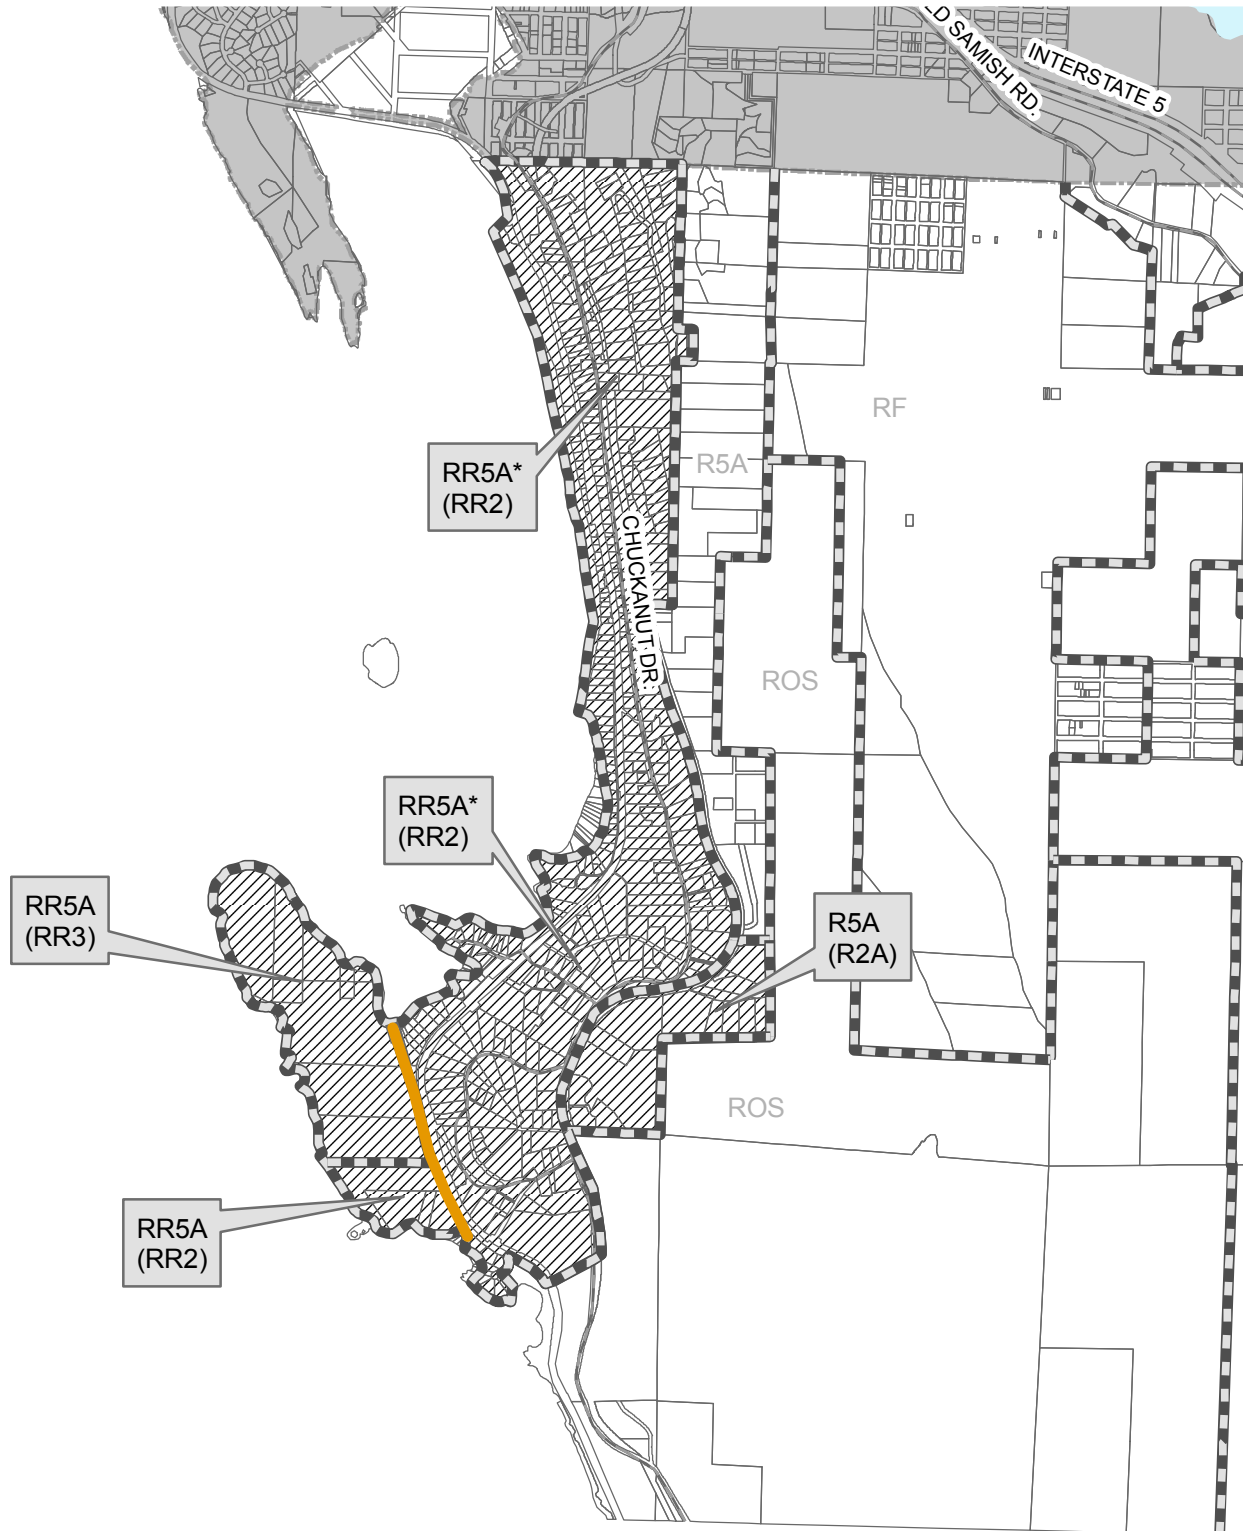 LD SAMISH RD.
INTERSTATE 5
RF
RR5A*
(RR2)
R5A
CHUCKANUT DR.
ROS
RR5A*
(RR2)
RR5A
(RR3)
R5A
(R2A)
ROS
RR5A
(RR2)